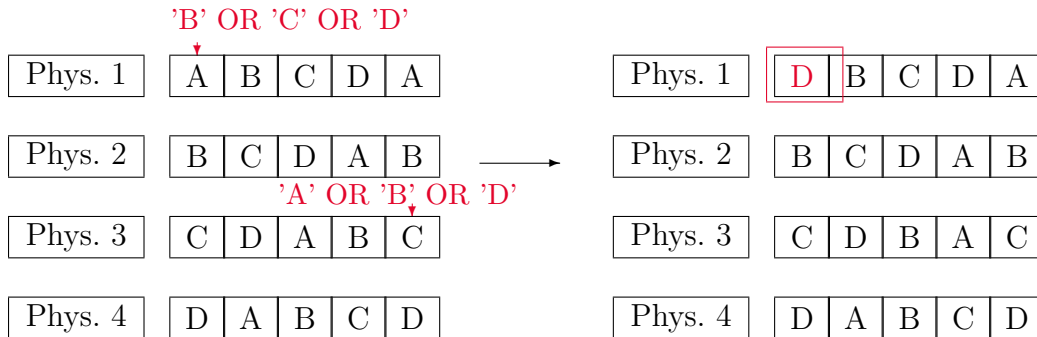 'B' OR 'C' OR 'D'
Phys. 1 A B C D A Phys. 1 D B C D A
Phys. 2 B C D A B Phys. 2 B C D A B
'A' OR 'B' OR 'D'
Phys. 3 C D A B C Phys. 3 C D B A C
Phys. 4 D A B C D Phys. 4 D A B C D